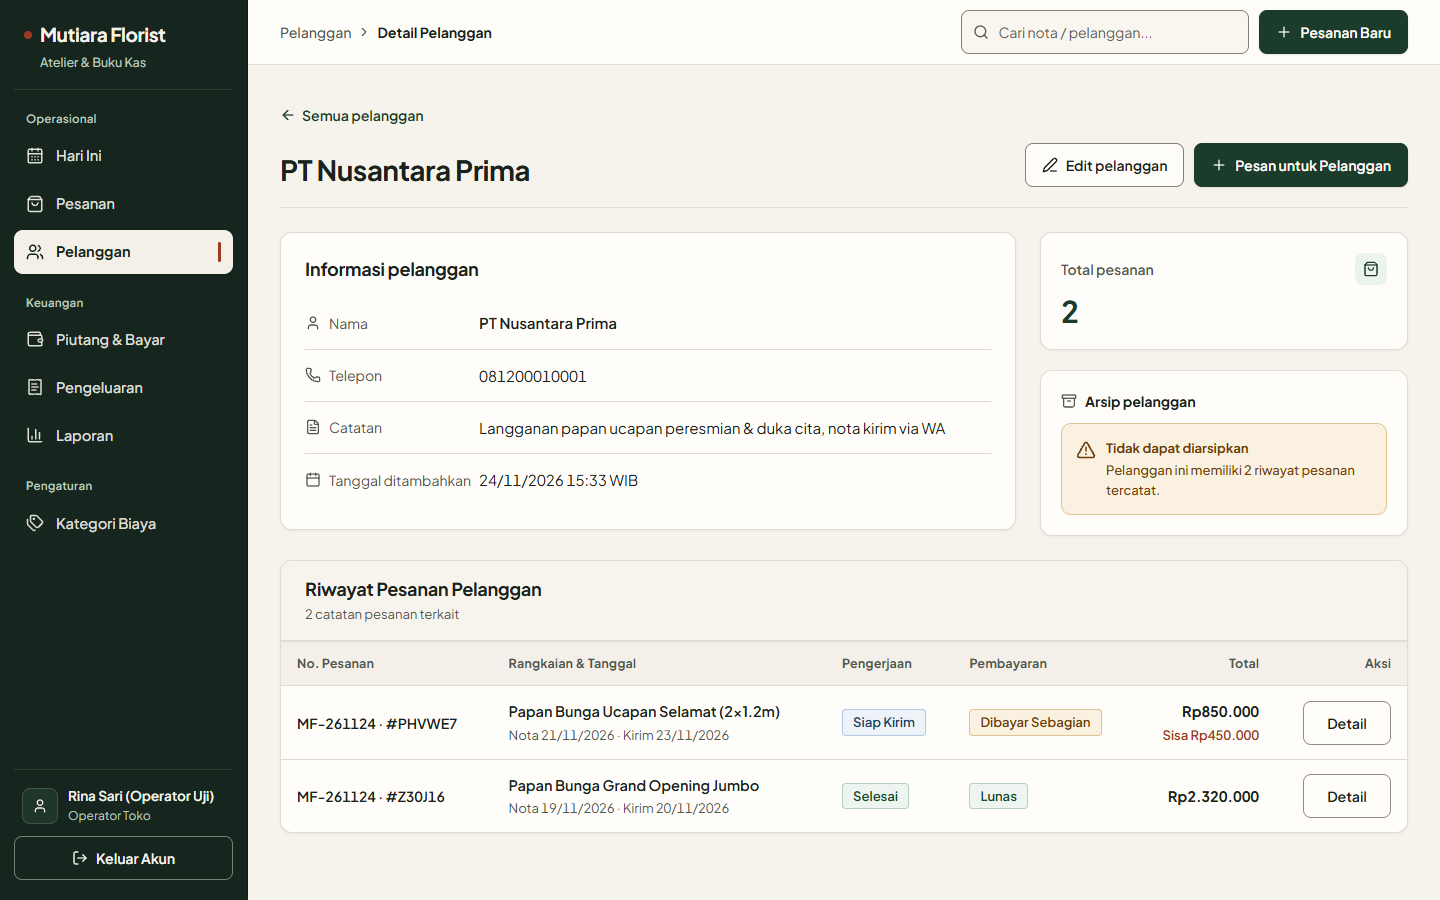 Mutiara Florist
Atelier & Buku Kas
Operasional
Hari Ini
Pesanan
Pelanggan
Keuangan
Piutang & Bayar
Pengeluaran
Laporan
Pengaturan
Kategori Biaya
Rina Sari (Operator Uji)
Operator Toko
Keluar Akun
Pelanggan > Detail Pelanggan
Cari nota / pelanggan...
Pesanan Baru
Semua pelanggan
PT Nusantara Prima
Edit pelanggan
Pesan untuk Pelanggan
Informasi pelanggan
Nama PT Nusantara Prima
Telepon 081200010001
Catatan Langganan papan ucapan peresmian & duka cita, nota kirim via WA
Tanggal ditambahkan 24/11/2026 15:33 WIB
Total pesanan
2
Arsip pelanggan
Tidak dapat diarsipkan
Pelanggan ini memiliki 2 riwayat pesanan
tercatat.
Riwayat Pesanan Pelanggan
2 catatan pesanan terkait
No. Pesanan Rangkaian & Tanggal Pengerjaan Pembayaran Total Aksi
MF-261124 · #PHVWE7 Papan Bunga Ucapan Selamat (2×1.2m) Siap Kirim Dibayar Sebagian Rp850.000 Detail
Nota 21/11/2026 · Kirim 23/11/2026 Sisa Rp450.000
MF-261124 · #Z30J16 Papan Bunga Grand Opening Jumbo Selesai Lunas Rp2.320.000 Detail
Nota 19/11/2026 · Kirim 20/11/2026